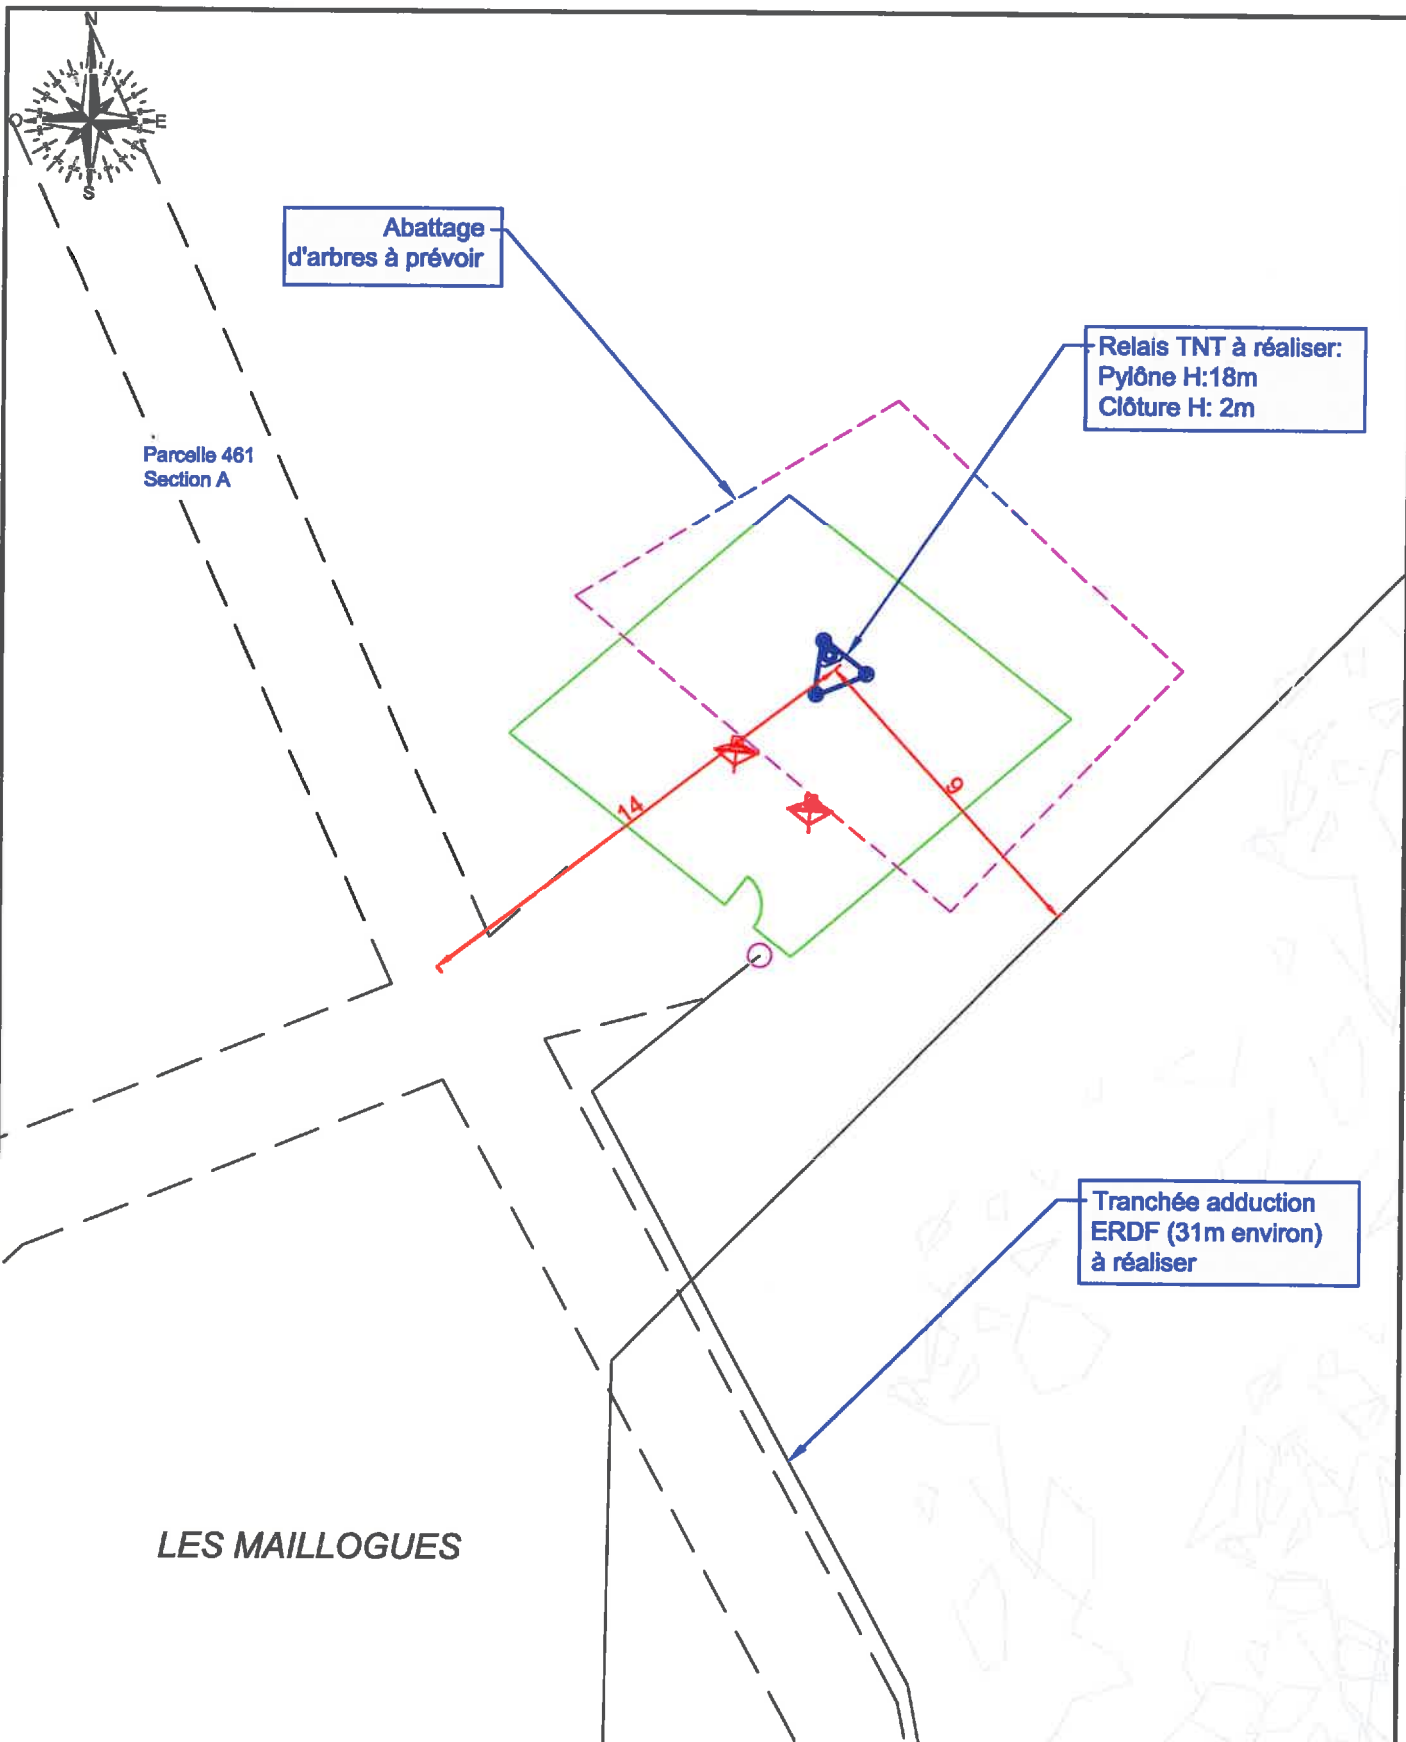 N
O
E
S
Abattage
d'arbres à prévoir
Relais TNT à réaliser:
Pylône H:18m
Clôture H: 2m
Parcelle 461
Section A
14
9
Tranchée adduction
ERDF (31m environ)
à réaliser
LES MAILLOGUES